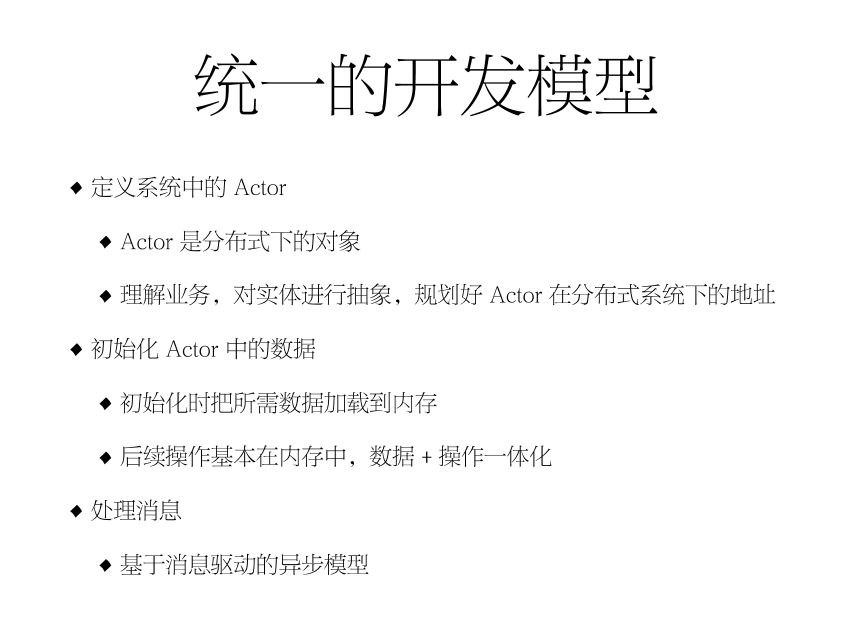 统一的开发模型
定义系统中的 Actor
Actor 是分布式下的对象
理解业务，对实体进行抽象，规划好 Actor 在分布式系统下的地址
初始化 Actor 中的数据
初始化时把所需数据加载到内存
后续操作基本在内存中，数据 + 操作一体化
处理消息
基于消息驱动的异步模型